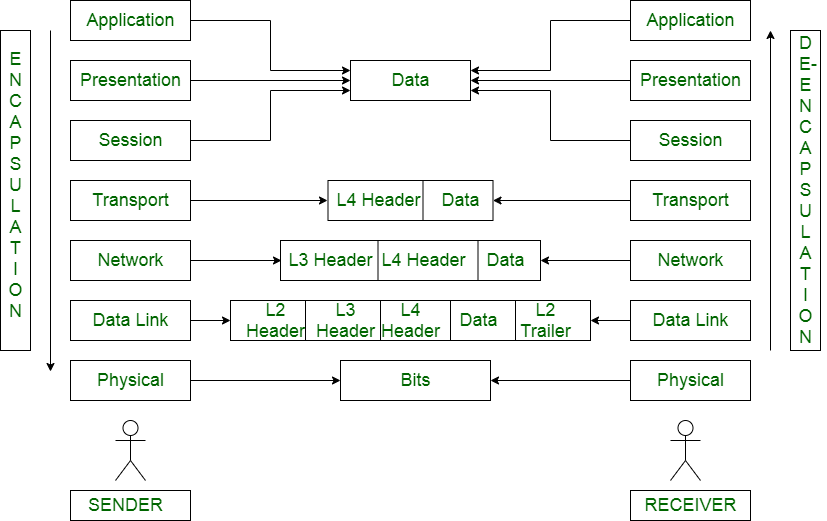 ENCAPSULATION
DE-ENCAPSULATION
Application
Application
Presentation
Data
Presentation
Session
Session
Transport
L4 Header
Data
Transport
Network
L3 Header
L4 Header
Data
Network
Data Link
L2
Header
L3
Header
L4
Header
Data
L2
Trailer
Data Link
Physical
Bits
Physical
SENDER
RECEIVER